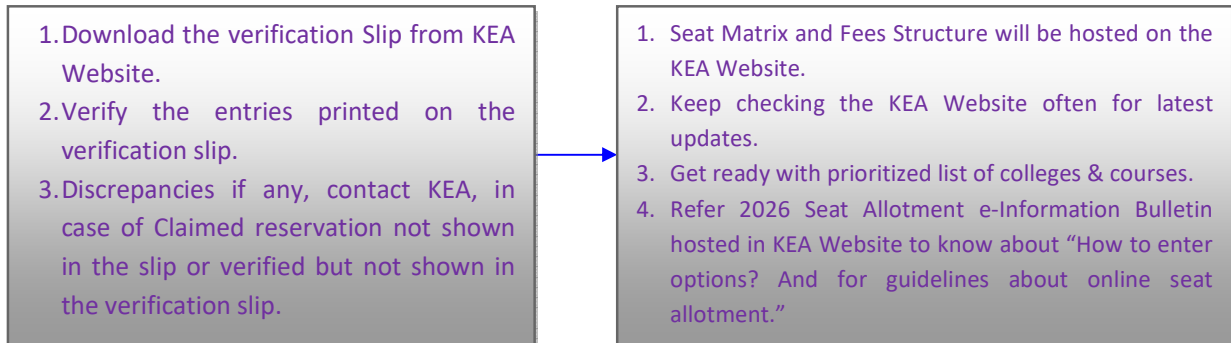 1.Download the verification Slip from KEA
Website.
2.Verify the entries printed on the
verification slip.
3.Discrepancies if any, contact KEA, in
case of Claimed reservation not shown
in the slip or verified but not shown in
the verification slip.
1. Seat Matrix and Fees Structure will be hosted on the
KEA Website.
2. Keep checking the KEA Website often for latest
updates.
3. Get ready with prioritized list of colleges & courses.
4. Refer 2026 Seat Allotment e-Information Bulletin
hosted in KEA Website to know about “How to enter
options? And for guidelines about online seat
allotment.”